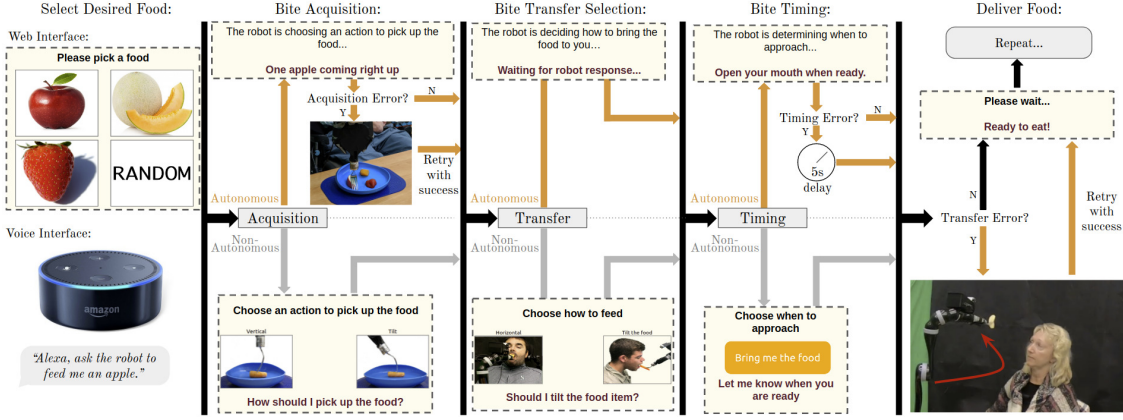 Select Desired Food:
Web Interface:
Please pick a food
RANDOM
Voice Interface:
amazon
“Alexa, ask the robot to
feed me an apple.”
Bite Acquisition:
The robot is choosing an action to pick up the
food...
One apple coming right up
Acquisition Error?
N
Y
Retry
with
success
Autonomous
Acquisition
Non-
Autonomous
Choose an action to pick up the food
Vertical
Tilt
How should I pick up the food?
Bite Transfer Selection:
The robot is deciding how to bring the
food to you...
Waiting for robot response...
Autonomous
Transfer
Non-
Autonomous
Choose how to feed
Horizontal
Tilt the food
Should I tilt the food item?
Bite Timing:
The robot is determining when to
approach...
Open your mouth when ready.
Timing Error?
N
Y
5s
delay
Autonomous
Timing
Non-
Autonomous
Choose when to
approach
Bring me the food
Let me know when you
are ready
Deliver Food:
Repeat...
Please wait...
Ready to eat!
N
Transfer Error?
Y
Retry
with
success